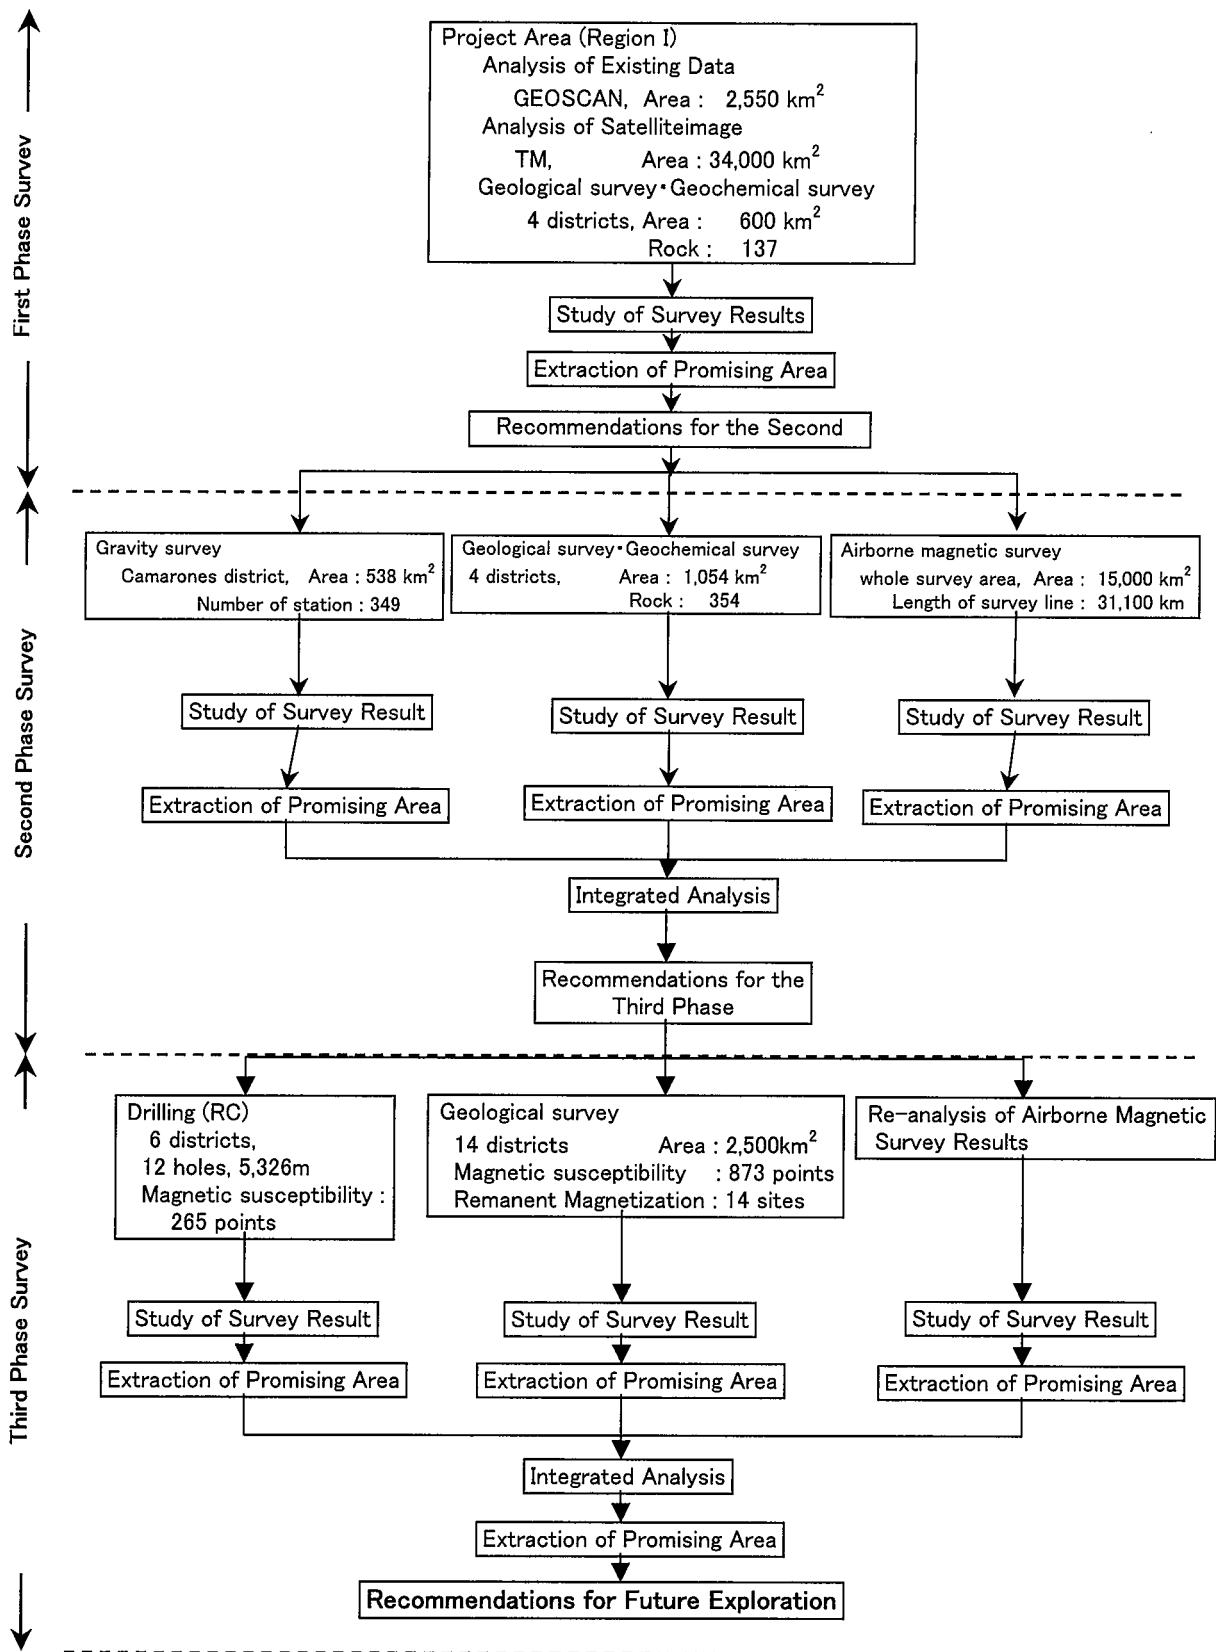 First Phase Survey
Project Area (Region I)
Analysis of Existing Data
GEOSCAN, Area : 2,550 km²
Analysis of Satelliteimage
TM, Area : 34,000 km²
Geological survey・Geochemical survey
4 districts, Area : 600 km²
Rock : 137
Study of Survey Results
Extraction of Promising Area
Recommendations for the Second
Second Phase Survey
Gravity survey
Camarones district, Area : 538 km²
Number of station : 349
Geological survey・Geochemical survey
4 districts, Area : 1,054 km²
Rock : 354
Airborne magnetic survey
whole survey area, Area : 15,000 km²
Length of survey line : 31,100 km
Study of Survey Result
Study of Survey Result
Study of Survey Result
Extraction of Promising Area
Extraction of Promising Area
Extraction of Promising Area
Integrated Analysis
Recommendations for the
Third Phase
Third Phase Survey
Drilling (RC)
6 districts,
12 holes, 5,326m
Magnetic susceptibility :
265 points
Geological survey
14 districts Area : 2,500km²
Magnetic susceptibility : 873 points
Remanent Magnetization : 14 sites
Re-analysis of Airborne Magnetic
Survey Results
Study of Survey Result
Study of Survey Result
Study of Survey Result
Extraction of Promising Area
Extraction of Promising Area
Extraction of Promising Area
Integrated Analysis
Extraction of Promising Area
Recommendations for Future Exploration